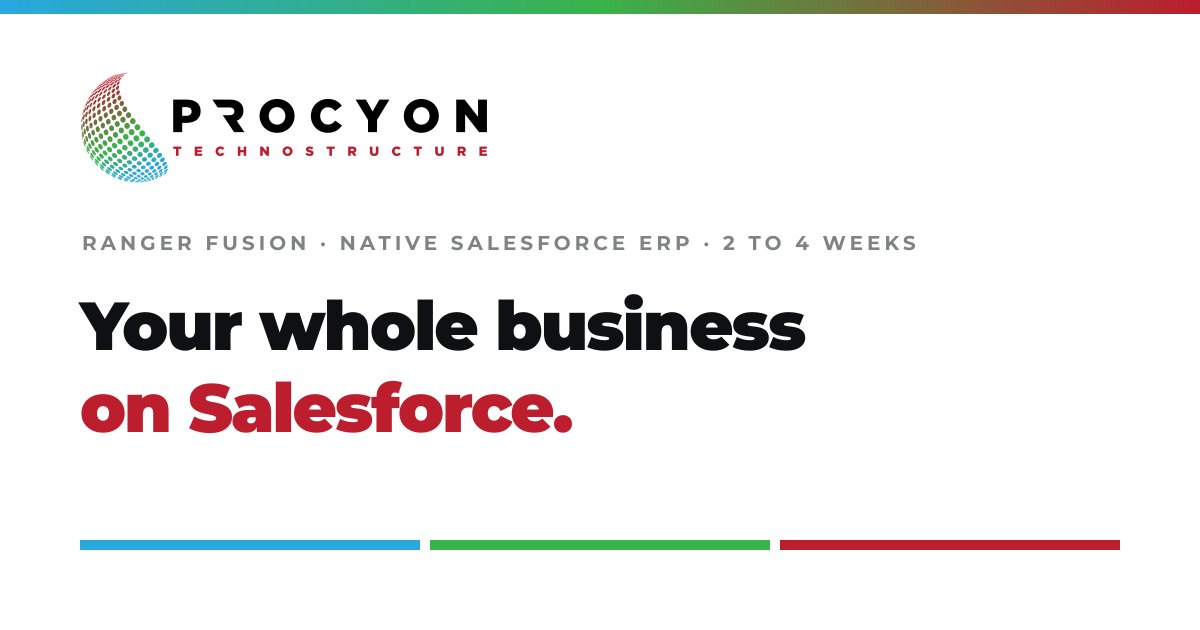 PROCYON
TECHNOSTRUCTURE
RANGER FUSION · NATIVE SALESFORCE ERP · 2 TO 4 WEEKS
Your whole business
on Salesforce.